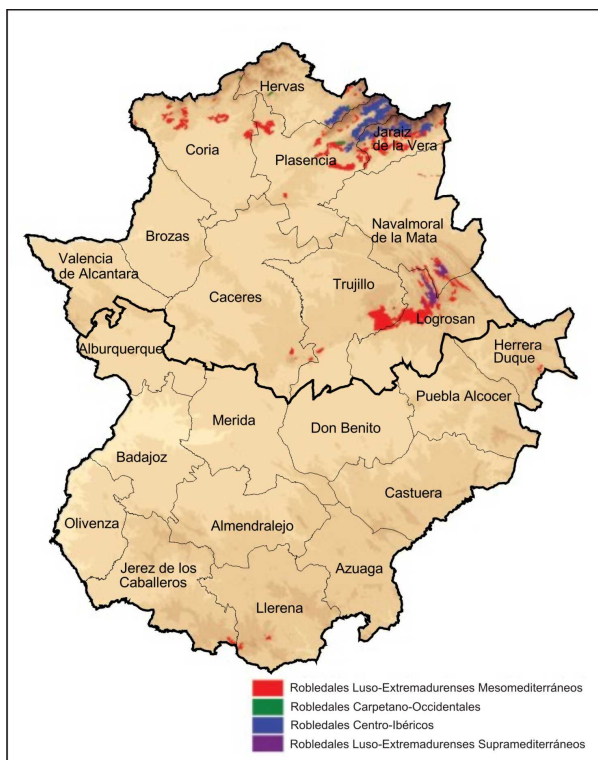 Hervas
Jaraiz
de la Vera
Coria
Plasencia
Navalmoral
de la Mata
Brozas
Valencia
de Alcantara
Trujillo
Caceres
Logrosan
Herrera
Duque
Alburquerque
Puebla Alcocer
Merida
Don Benito
Badajoz
Castuera
Olivenza
Almendralejo
Azuaga
Jerez de los
Caballeros
Llerena
Robledales Luso-Extremadurenses Mesomediterráneos
Robledales Carpetano-Occidentales
Robledales Centro-Ibéricos
Robledales Luso-Extremadurenses Supramediterráneos